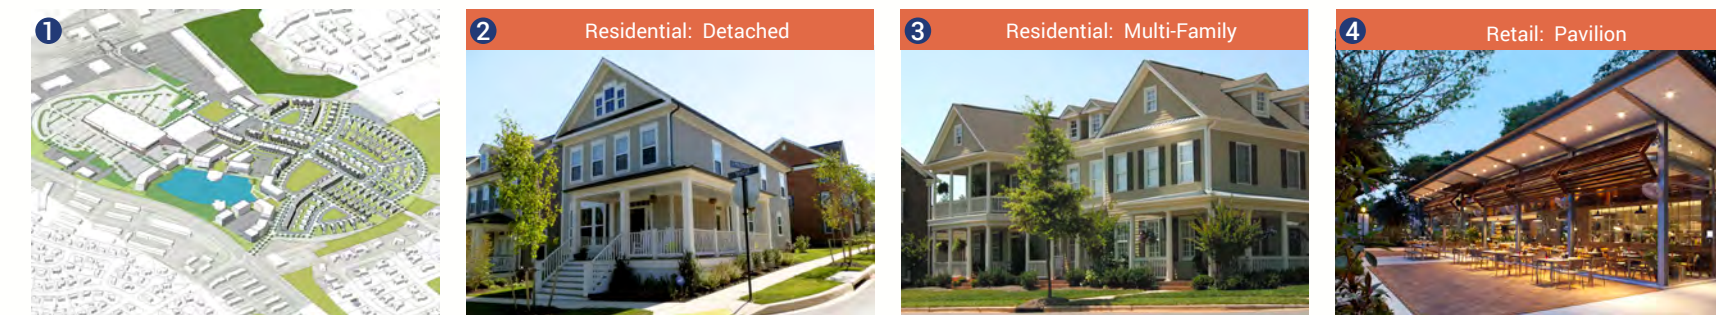 1
2 Residential: Detached
3 Residential: Multi-Family
4 Retail: Pavilion